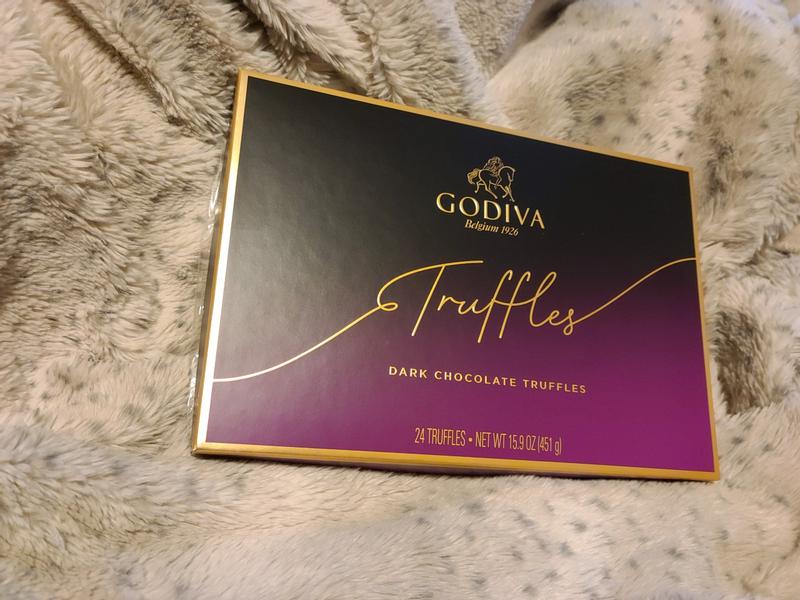 GODIVA
Belgium 1926
Truffles
DARK CHOCOLATE TRUFFLES
24 TRUFFLES • NET WT 15.9 OZ (451 g)